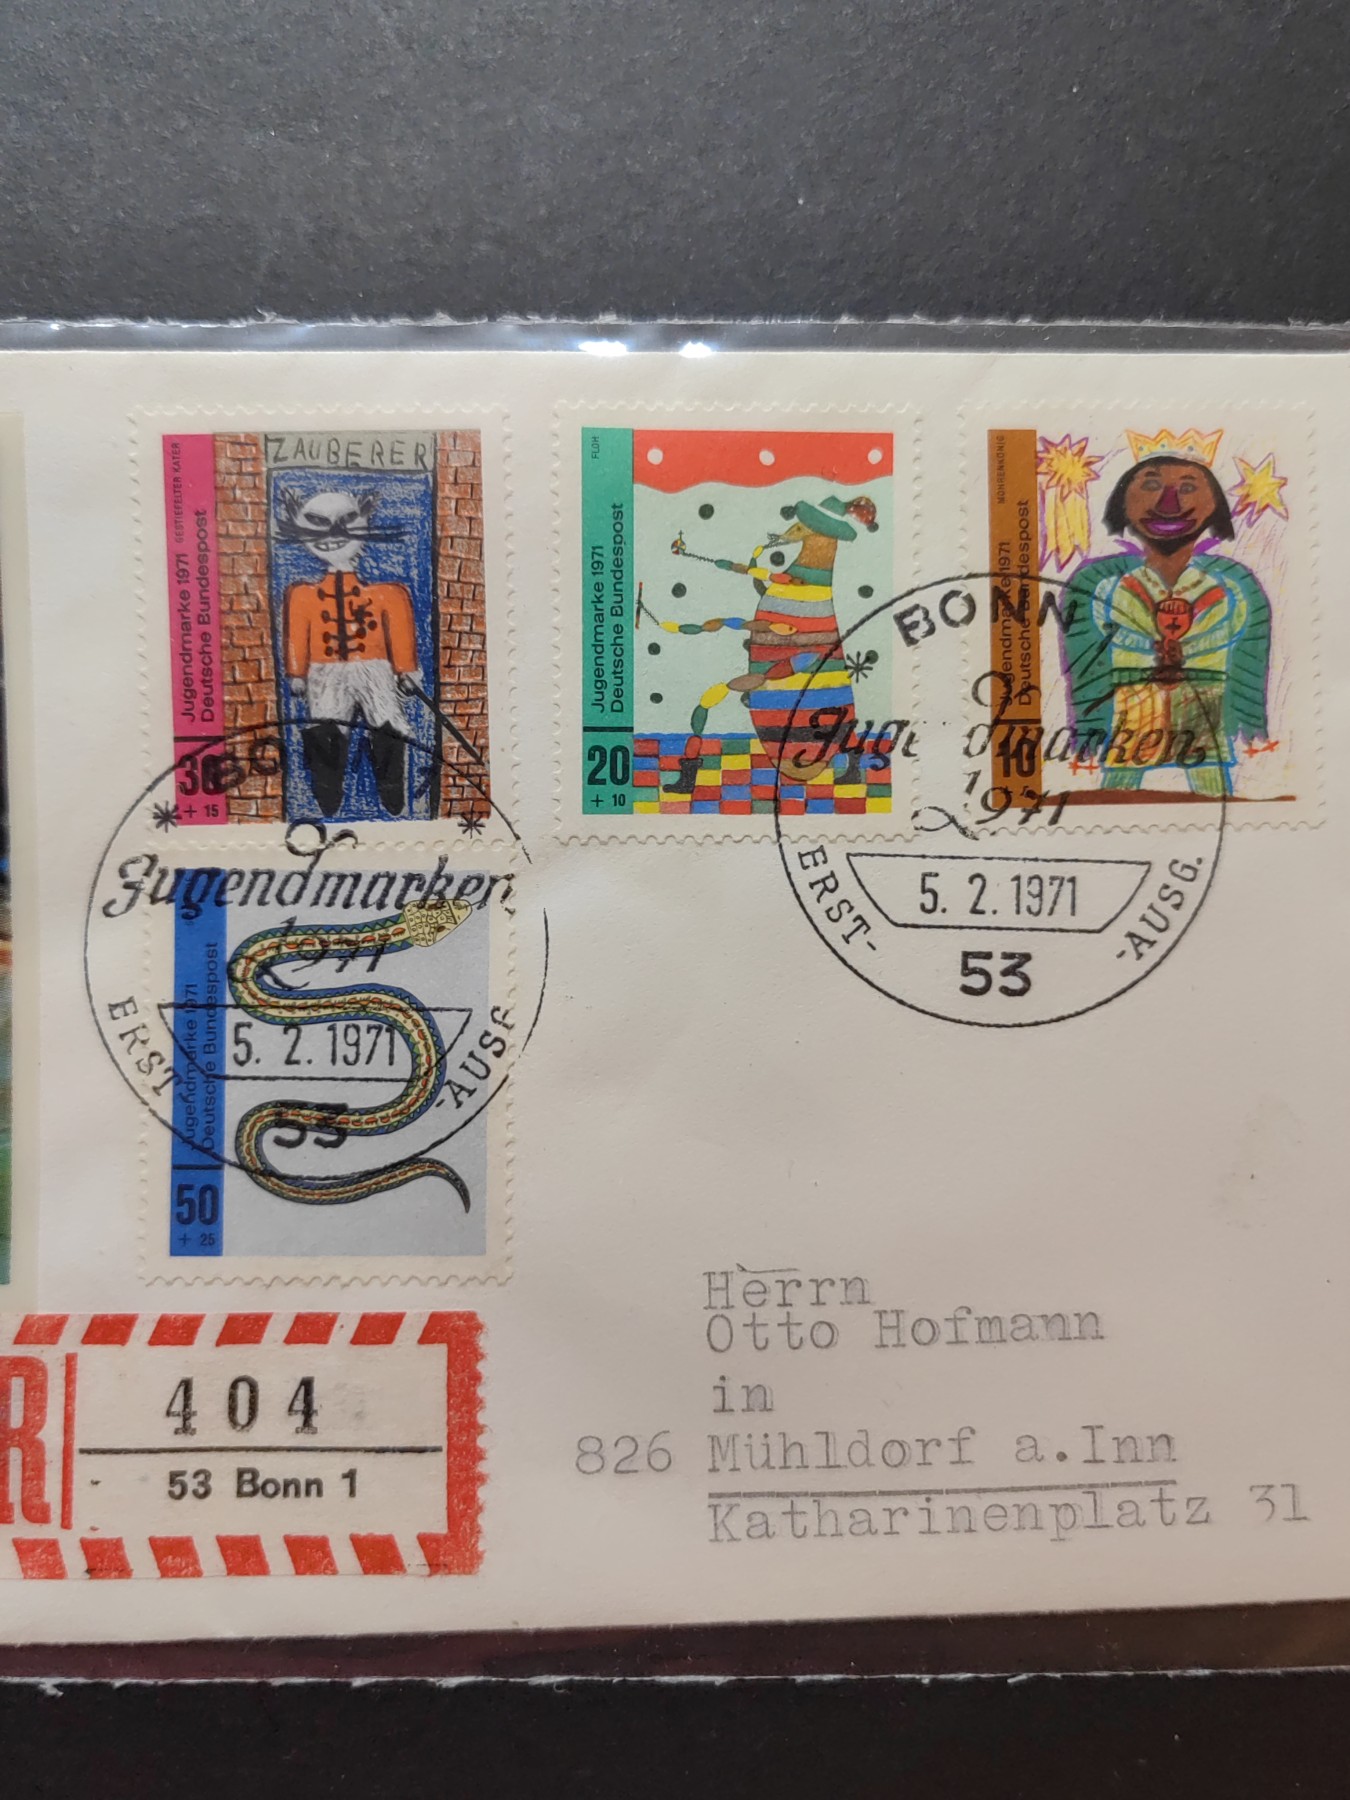 ZAUBERER
GESTIEFELTER KATER
Jugendmarke 1971
Deutsche Bundespost
30
+ 15
FLOH
Jugendmarke 1971
Deutsche Bundespost
20
+ 10
MOHRENKÖNIG
Jugendmarke 1971
Deutsche Bundespost
10
BONN 1
Jugendmarken
1971
5. 2. 1971
ERST-
-AUSG.
53
BONN 1
Jugendmarken
1971
5. 2. 1971
ERST
-AUSG
53
Jugendmarke 1971
Deutsche Bundespost
50
+ 25
R
404
53 Bonn 1
Herrn
Otto Hofmann
in
826 Mühldorf a.Inn
Katharinenplatz 31